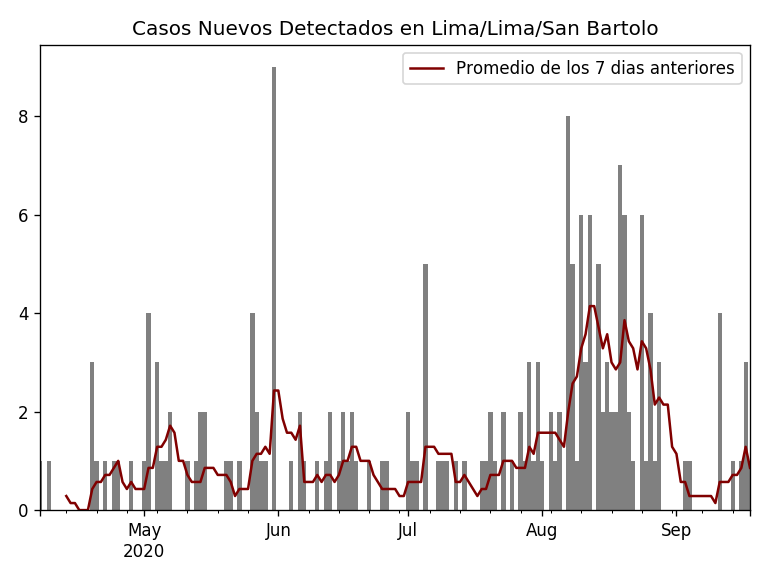 Casos Nuevos Detectados en Lima/Lima/San Bartolo
Promedio de los 7 dias anteriores
8
6
4
2
0
May Jun Jul Aug Sep
2020